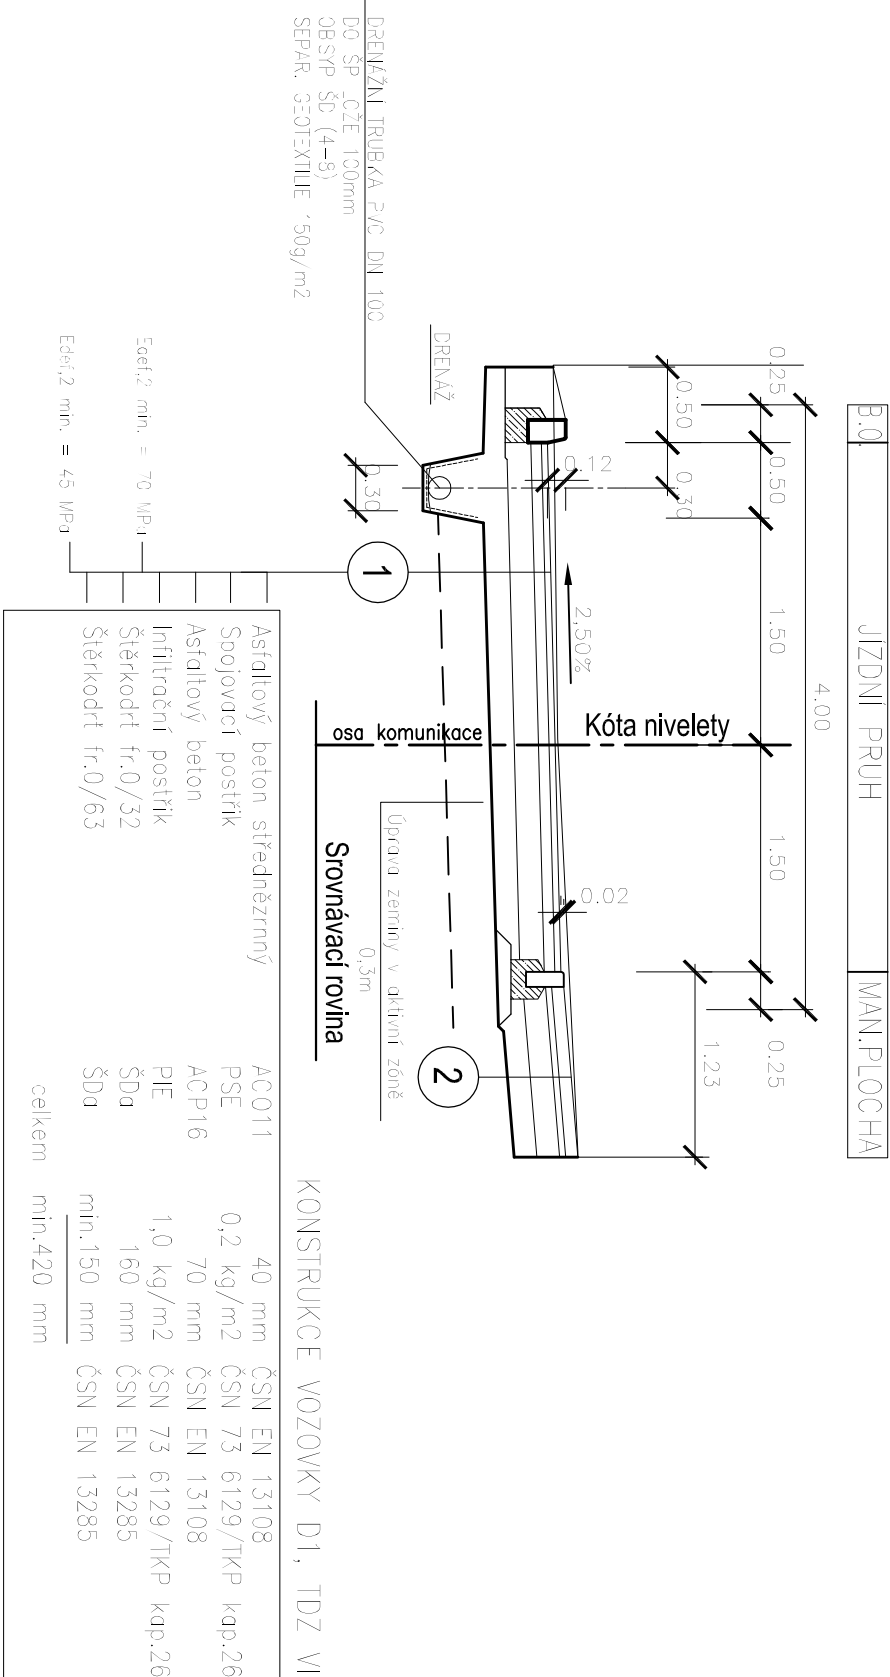 B.O.
JÍZDNÍ PRUH
MAN.PLOCHA
4.00
0.25
0.50
1.50
1.50
0.25
0.50
0.30
1.23
0.12
2,50%
0.02
Kóta nivelety
osa komunikace
DRENÁŽ
0.30
1
2
Úprava zeminy v aktivní zóně
0,3m
Srovnávací rovina
DRENÁŽNÍ TRUBKA PVC DN 100
100mm
OBSYP ŠD (4-8)
SEPAR. GEOTEXTILIE 150g/m2
KONSTRUKCE VOZOVKY D1, TDZ VI
Asfaltový beton střednězrnný ACO11 40 mm ČSN EN 13108
Spojovací postřik PSE 0,2 kg/m2 ČSN 73 6129/TKP kap.26
Asfaltový beton ACP16 70 mm ČSN EN 13108
Infiltrační postřik PIE 1,0 kg/m2 ČSN 73 6129/TKP kap.26
Štěrkodrť fr.0/32 ŠDa 160 mm ČSN EN 13285
Štěrkodrť fr.0/63 ŠDa min.150 mm ČSN EN 13285
celkem min.420 mm
Edef,2 min. = 70 MPa
Edef,2 min. = 45 MPa